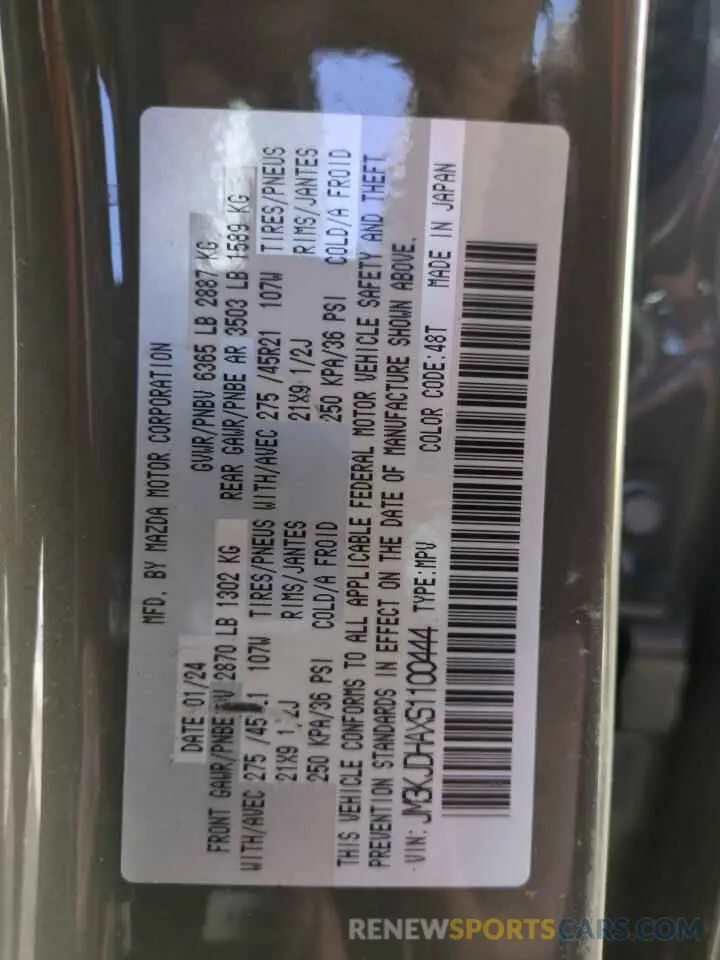 MFD. BY MAZDA MOTOR CORPORATION
DATE 01/24 GVWR/PNBV 6365 LB 2887 KG
FRONT GAWR/PNBE AV 2870 LB 1302 KG REAR GAWR/PNBE AR 3503 LB 1589 KG
WITH/AVEC 275 /45R21 107W TIRES/PNEUS WITH/AVEC 275 /45R21 107W TIRES/PNEUS
21X9 1/2J RIMS/JANTES 21X9 1/2J RIMS/JANTES
250 KPA/36 PSI COLD/A FROID 250 KPA/36 PSI COLD/A FROID
THIS VEHICLE CONFORMS TO ALL APPLICABLE FEDERAL MOTOR VEHICLE SAFETY AND THEFT
PREVENTION STANDARDS IN EFFECT ON THE DATE OF MANUFACTURE SHOWN ABOVE.
VIN: JM3KJDHAXS1100444 TYPE:MPV COLOR CODE:48T MADE IN JAPAN
RENEWSPORTSCARS.COM